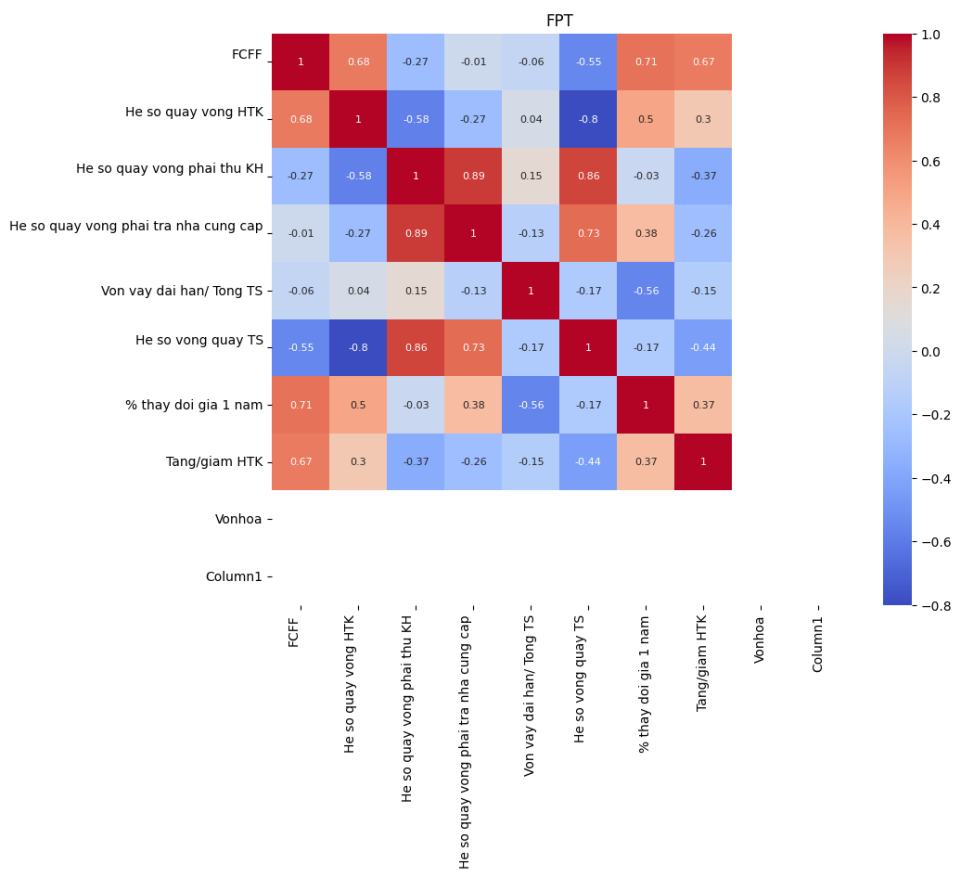 FPT
FCFF 1 0.68 -0.27 -0.01 -0.06 -0.55 0.71 0.67
He so quay vong HTK 0.68 1 -0.58 -0.27 0.04 -0.8 0.5 0.3
He so quay vong phai thu KH -0.27 -0.58 1 0.89 0.15 0.86 -0.03 -0.37
He so quay vong phai tra nha cung cap -0.01 -0.27 0.89 1 -0.13 0.73 0.38 -0.26
Von vay dai han/ Tong TS -0.06 0.04 0.15 -0.13 1 -0.17 -0.56 -0.15
He so vong quay TS -0.55 -0.8 0.86 0.73 -0.17 1 -0.17 -0.44
% thay doi gia 1 nam 0.71 0.5 -0.03 0.38 -0.56 -0.17 1 0.37
Tang/giam HTK 0.67 0.3 -0.37 -0.26 -0.15 -0.44 0.37 1
Vonhoa
Column1
FCFF
He so quay vong HTK
He so quay vong phai thu KH
He so quay vong phai tra nha cung cap
Von vay dai han/ Tong TS
He so vong quay TS
% thay doi gia 1 nam
Tang/giam HTK
Vonhoa
Column1
1.0
0.8
0.6
0.4
0.2
0.0
−0.2
−0.4
−0.6
−0.8